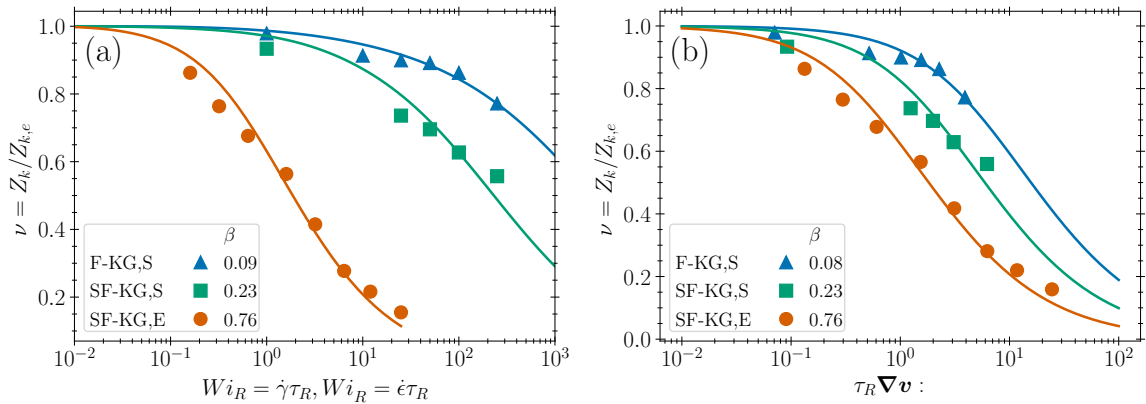 (a)
ν = Z_k/Z_{k,e}
1.0
0.8
0.6
0.4
0.2
β
F-KG,S 0.09
SF-KG,S 0.23
SF-KG,E 0.76
10^{-2} 10^{-1} 10^{0} 10^{1} 10^{2} 10^{3}
Wi_R = γ̇τ_R, Wi_R = ϵ̇τ_R
(b)
ν = Z_k/Z_{k,e}
1.0
0.8
0.6
0.4
0.2
0.0
β
F-KG,S 0.08
SF-KG,S 0.23
SF-KG,E 0.76
10^{-2} 10^{-1} 10^{0} 10^{1} 10^{2}
τ_R∇v :